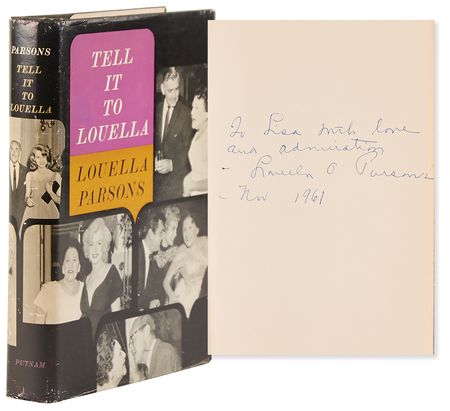 PARSONS
TELL
IT
TO
LOUELLA
PUTNAM
TELL
IT TO
LOUELLA
LOUELLA
PARSONS
To Lisa with love
and admiration
- Louella O Parsons
- Nov 1961